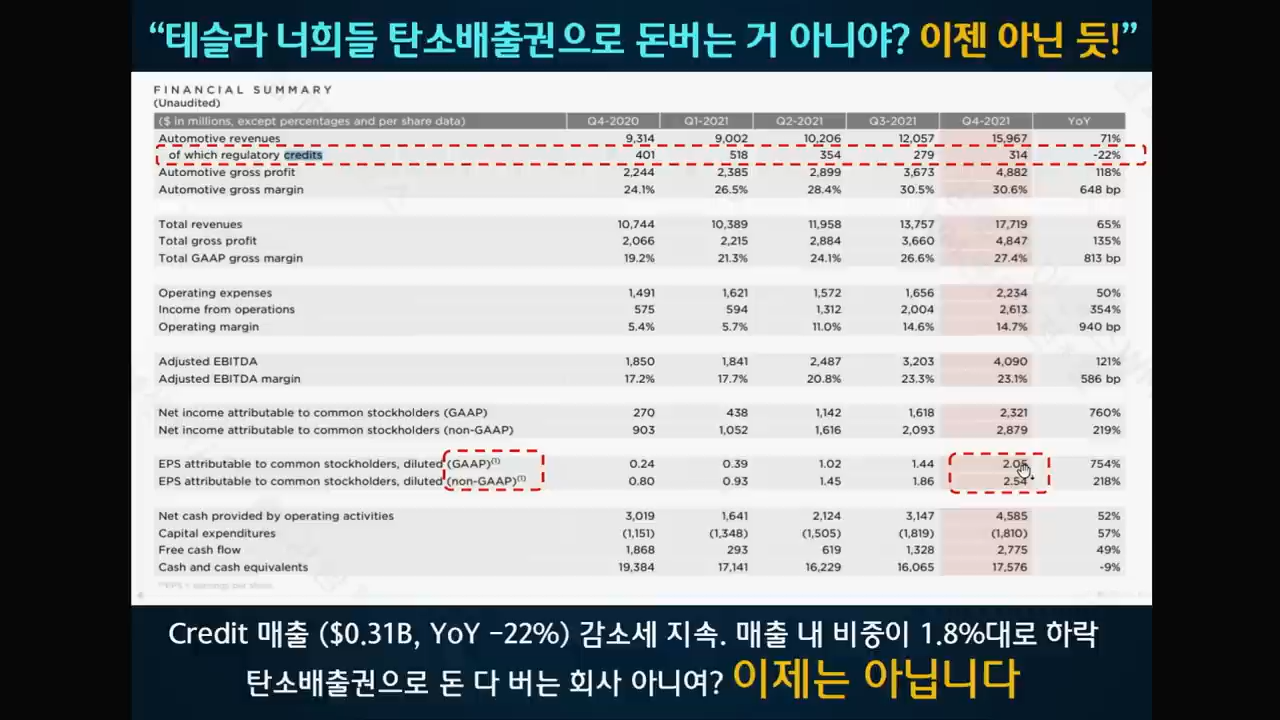 “테슬라 너희들 탄소배출권으로 돈버는 거 아니야? 이젠 아닌 듯!”
FINANCIAL SUMMARY
(Unaudited)
($ in millions, except percentages and per share data) Q4-2020 Q1-2021 Q2-2021 Q3-2021 Q4-2021 YoY
Automotive revenues 9,314 9,002 10,206 12,057 15,967 71%
of which regulatory credits 401 518 354 279 314 -22%
Automotive gross profit 2,244 2,385 2,899 3,673 4,882 118%
Automotive gross margin 24.1% 26.5% 28.4% 30.5% 30.6% 648 bp
Total revenues 10,744 10,389 11,958 13,757 17,719 65%
Total gross profit 2,066 2,215 2,884 3,660 4,847 135%
Total GAAP gross margin 19.2% 21.3% 24.1% 26.6% 27.4% 813 bp
Operating expenses 1,491 1,621 1,572 1,656 2,234 50%
Income from operations 575 594 1,312 2,004 2,613 354%
Operating margin 5.4% 5.7% 11.0% 14.6% 14.7% 940 bp
Adjusted EBITDA 1,850 1,841 2,487 3,203 4,090 121%
Adjusted EBITDA margin 17.2% 17.7% 20.8% 23.3% 23.1% 586 bp
Net income attributable to common stockholders (GAAP) 270 438 1,142 1,618 2,321 760%
Net income attributable to common stockholders (non-GAAP) 903 1,052 1,616 2,093 2,879 219%
EPS attributable to common stockholders, diluted (GAAP)(1) 0.24 0.39 1.02 1.44 2.05 754%
EPS attributable to common stockholders, diluted (non-GAAP)(1) 0.80 0.93 1.45 1.86 2.54 218%
Net cash provided by operating activities 3,019 1,641 2,124 3,147 4,585 52%
Capital expenditures (1,151) (1,348) (1,505) (1,819) (1,810) 57%
Free cash flow 1,868 293 619 1,328 2,775 49%
Cash and cash equivalents 19,384 17,141 16,229 16,065 17,576 -9%
Credit 매출 ($0.31B, YoY -22%) 감소세 지속. 매출 내 비중이 1.8%대로 하락
탄소배출권으로 돈 다 버는 회사 아니여? 이제는 아닙니다